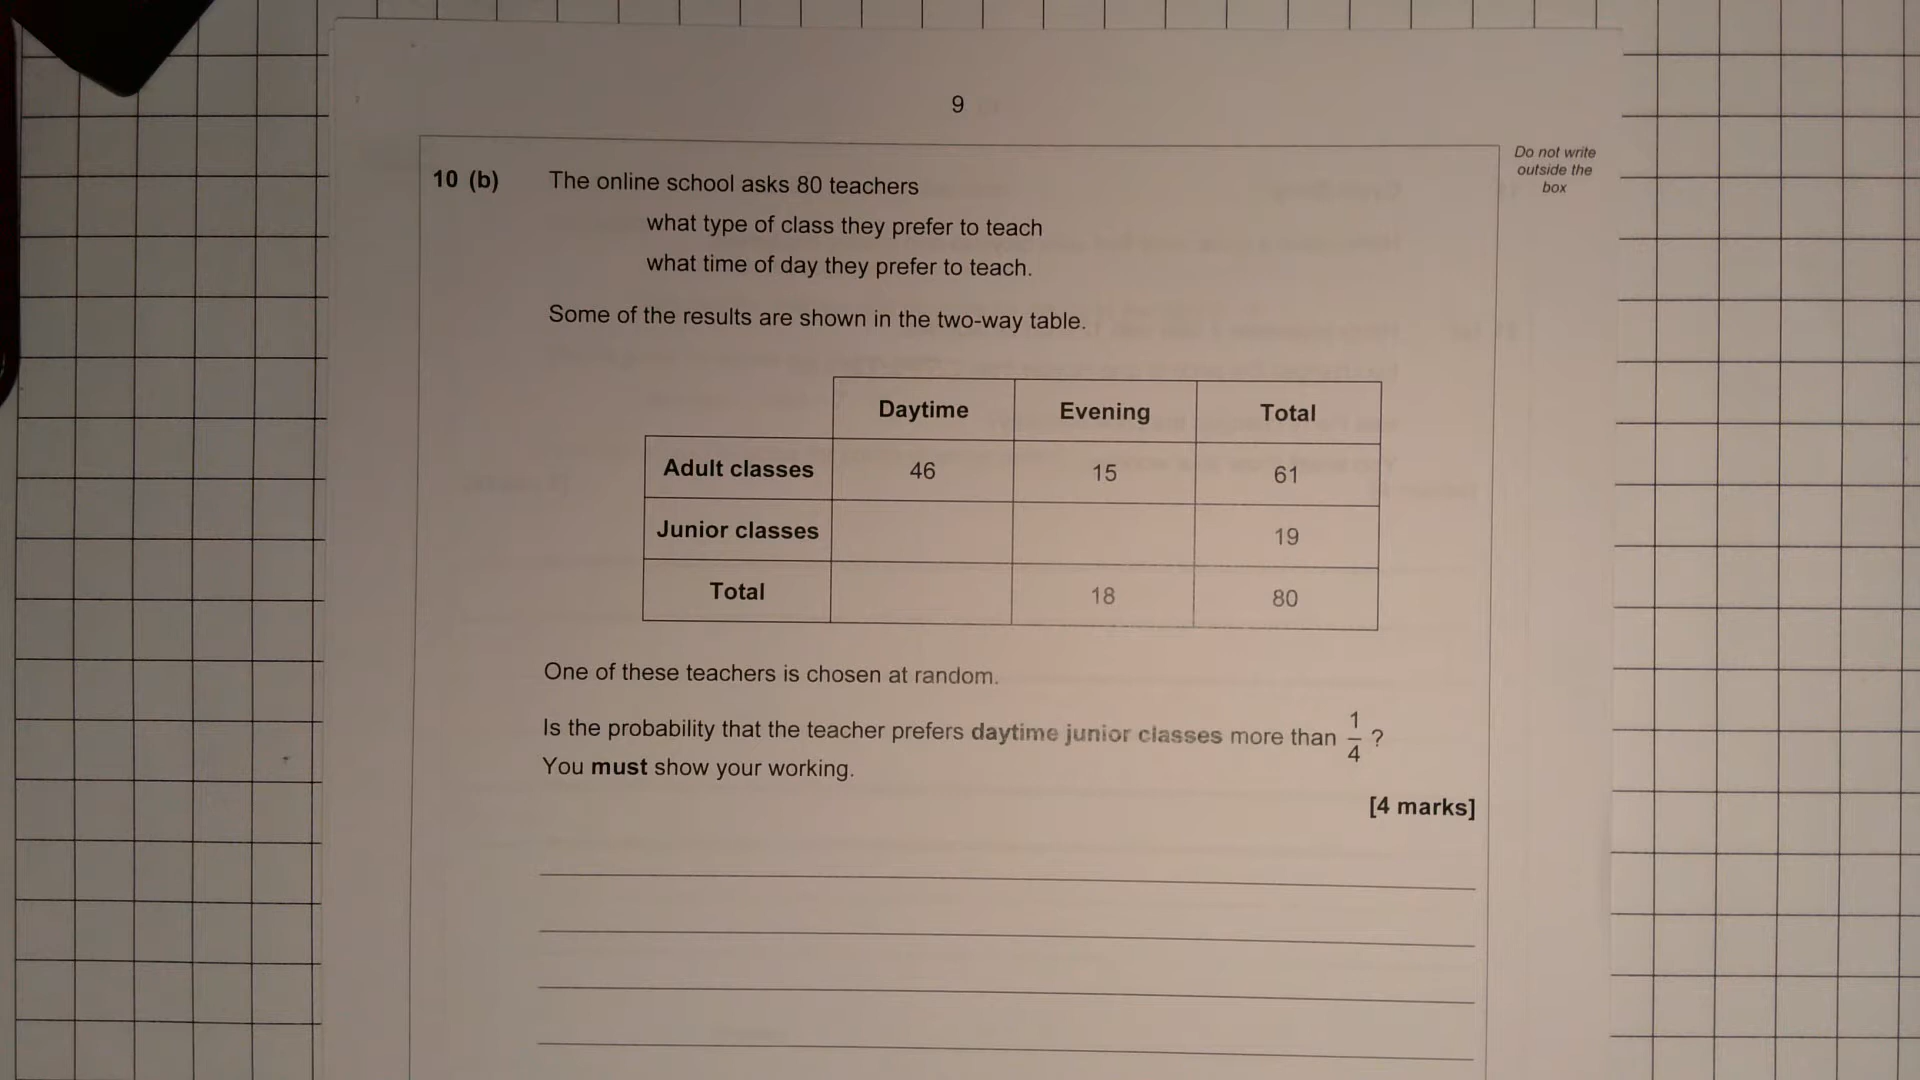 9
Do not write
outside the
box
10 (b) The online school asks 80 teachers
what type of class they prefer to teach
what time of day they prefer to teach.
Some of the results are shown in the two-way table.
Daytime Evening Total
Adult classes 46 15 61
Junior classes 19
Total 18 80
One of these teachers is chosen at random.
Is the probability that the teacher prefers daytime junior classes more than 1/4 ?
You must show your working.
[4 marks]